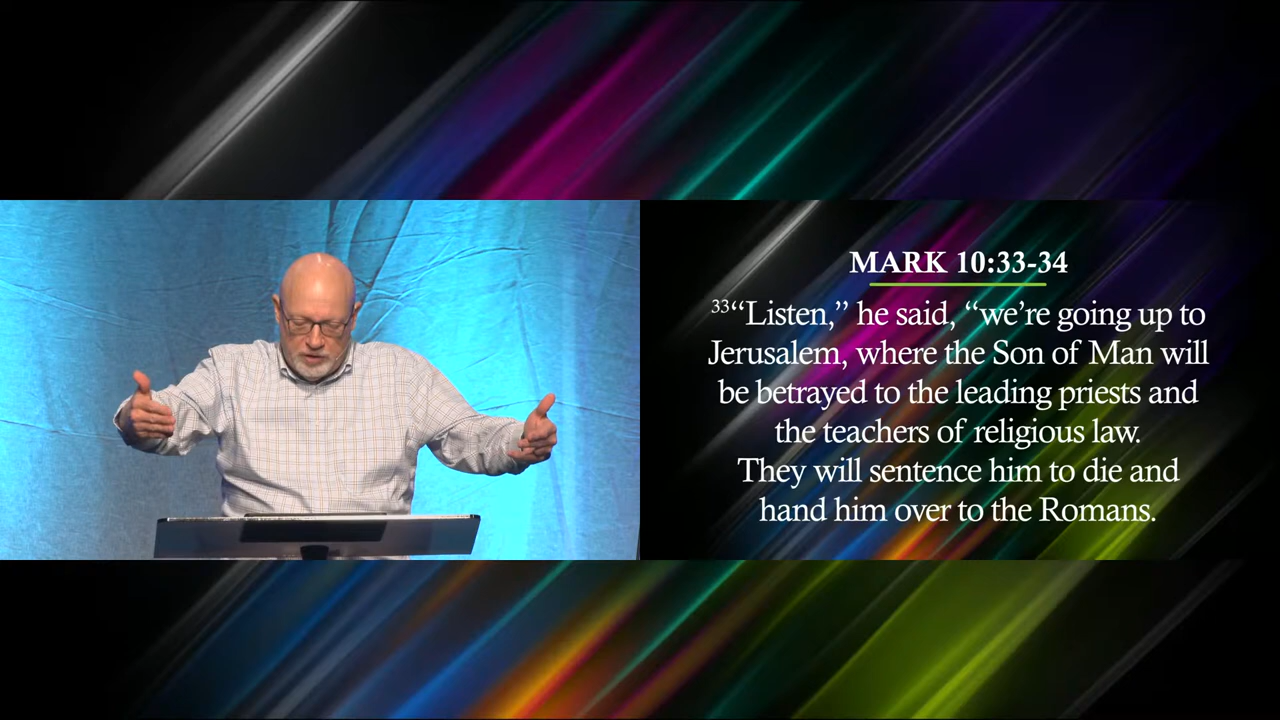 MARK 10:33-34
33“Listen,” he said, “we’re going up to
Jerusalem, where the Son of Man will
be betrayed to the leading priests and
the teachers of religious law.
They will sentence him to die and
hand him over to the Romans.